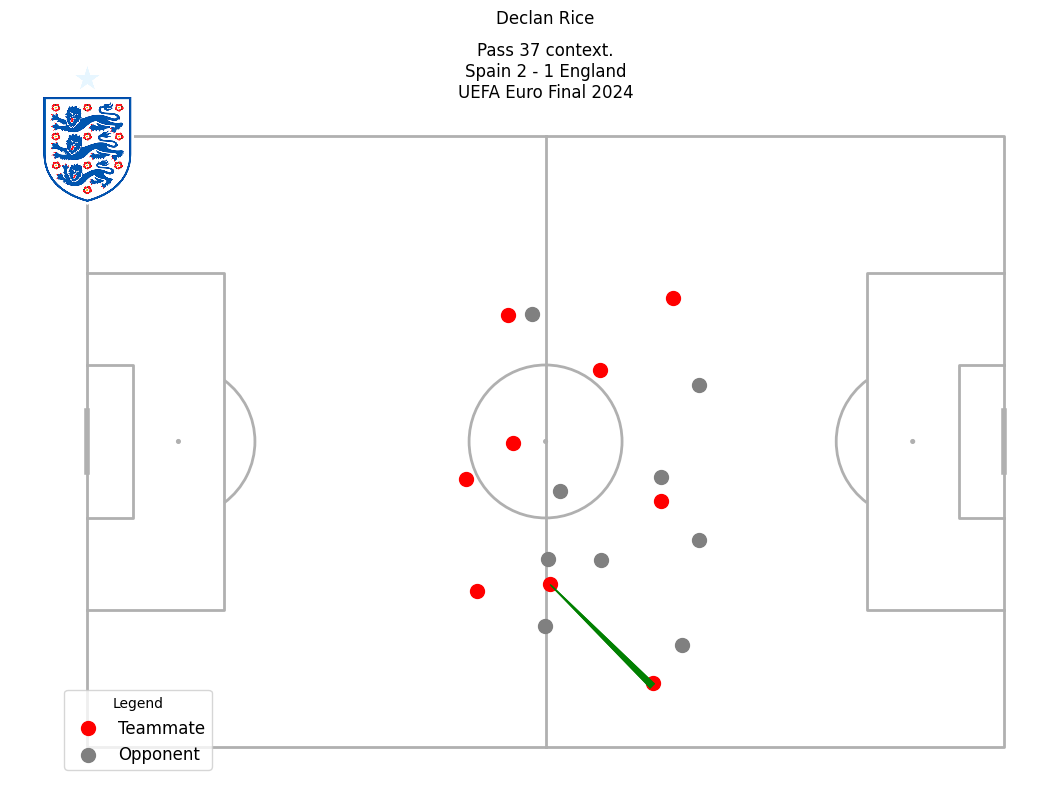 Declan Rice
Pass 37 context.
Spain 2 - 1 England
UEFA Euro Final 2024
Legend
Teammate
Opponent